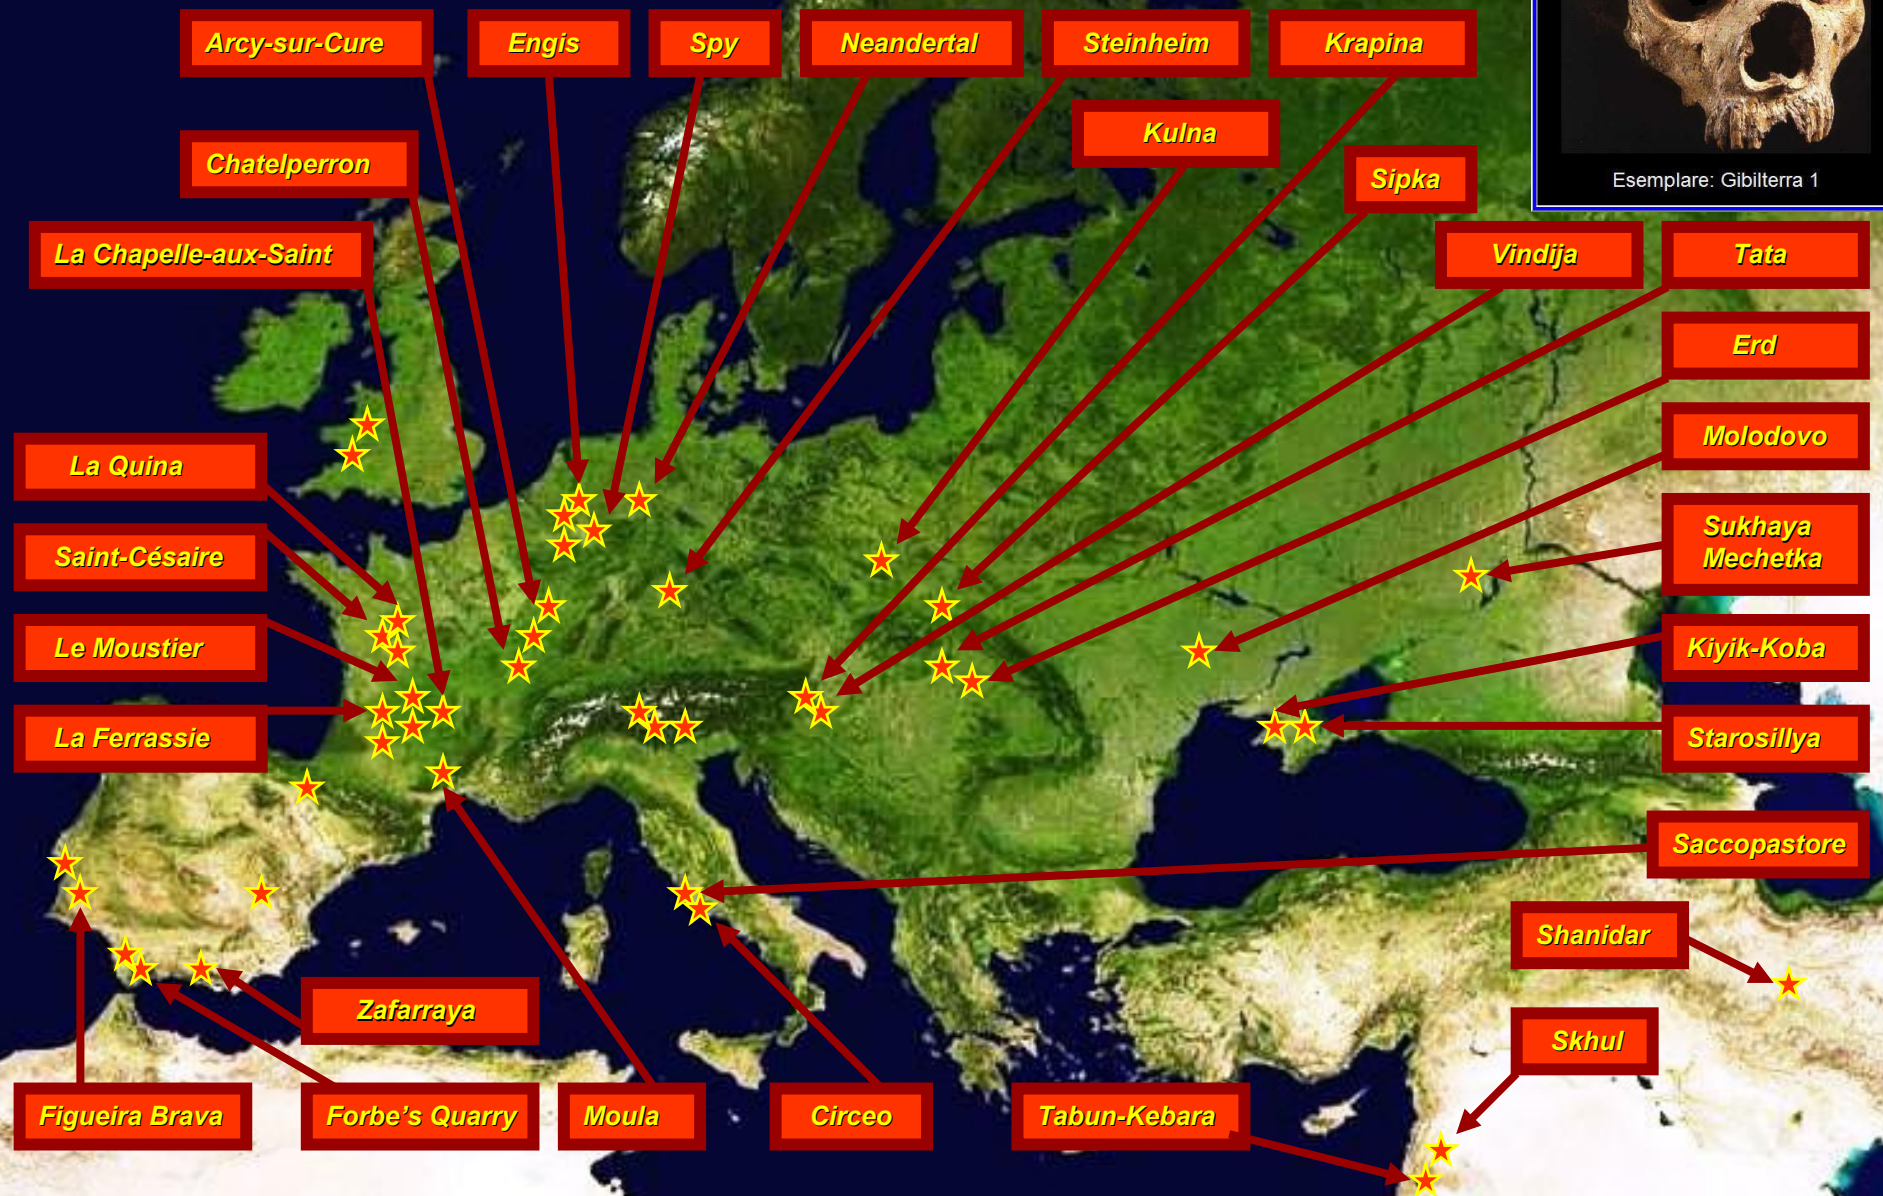 Arcy-sur-Cure
Engis
Spy
Neandertal
Steinheim
Krapina
Kulna
Chatelperron
Sipka
Esemplare: Gibilterra 1
La Chapelle-aux-Saint
Vindija
Tata
Erd
Molodovo
La Quina
Sukhaya
Mechetka
Saint-Césaire
Le Moustier
Kiyik-Koba
La Ferrassie
Starosillya
Saccopastore
Shanidar
Zafarraya
Skhul
Figueira Brava
Forbe's Quarry
Moula
Circeo
Tabun-Kebara